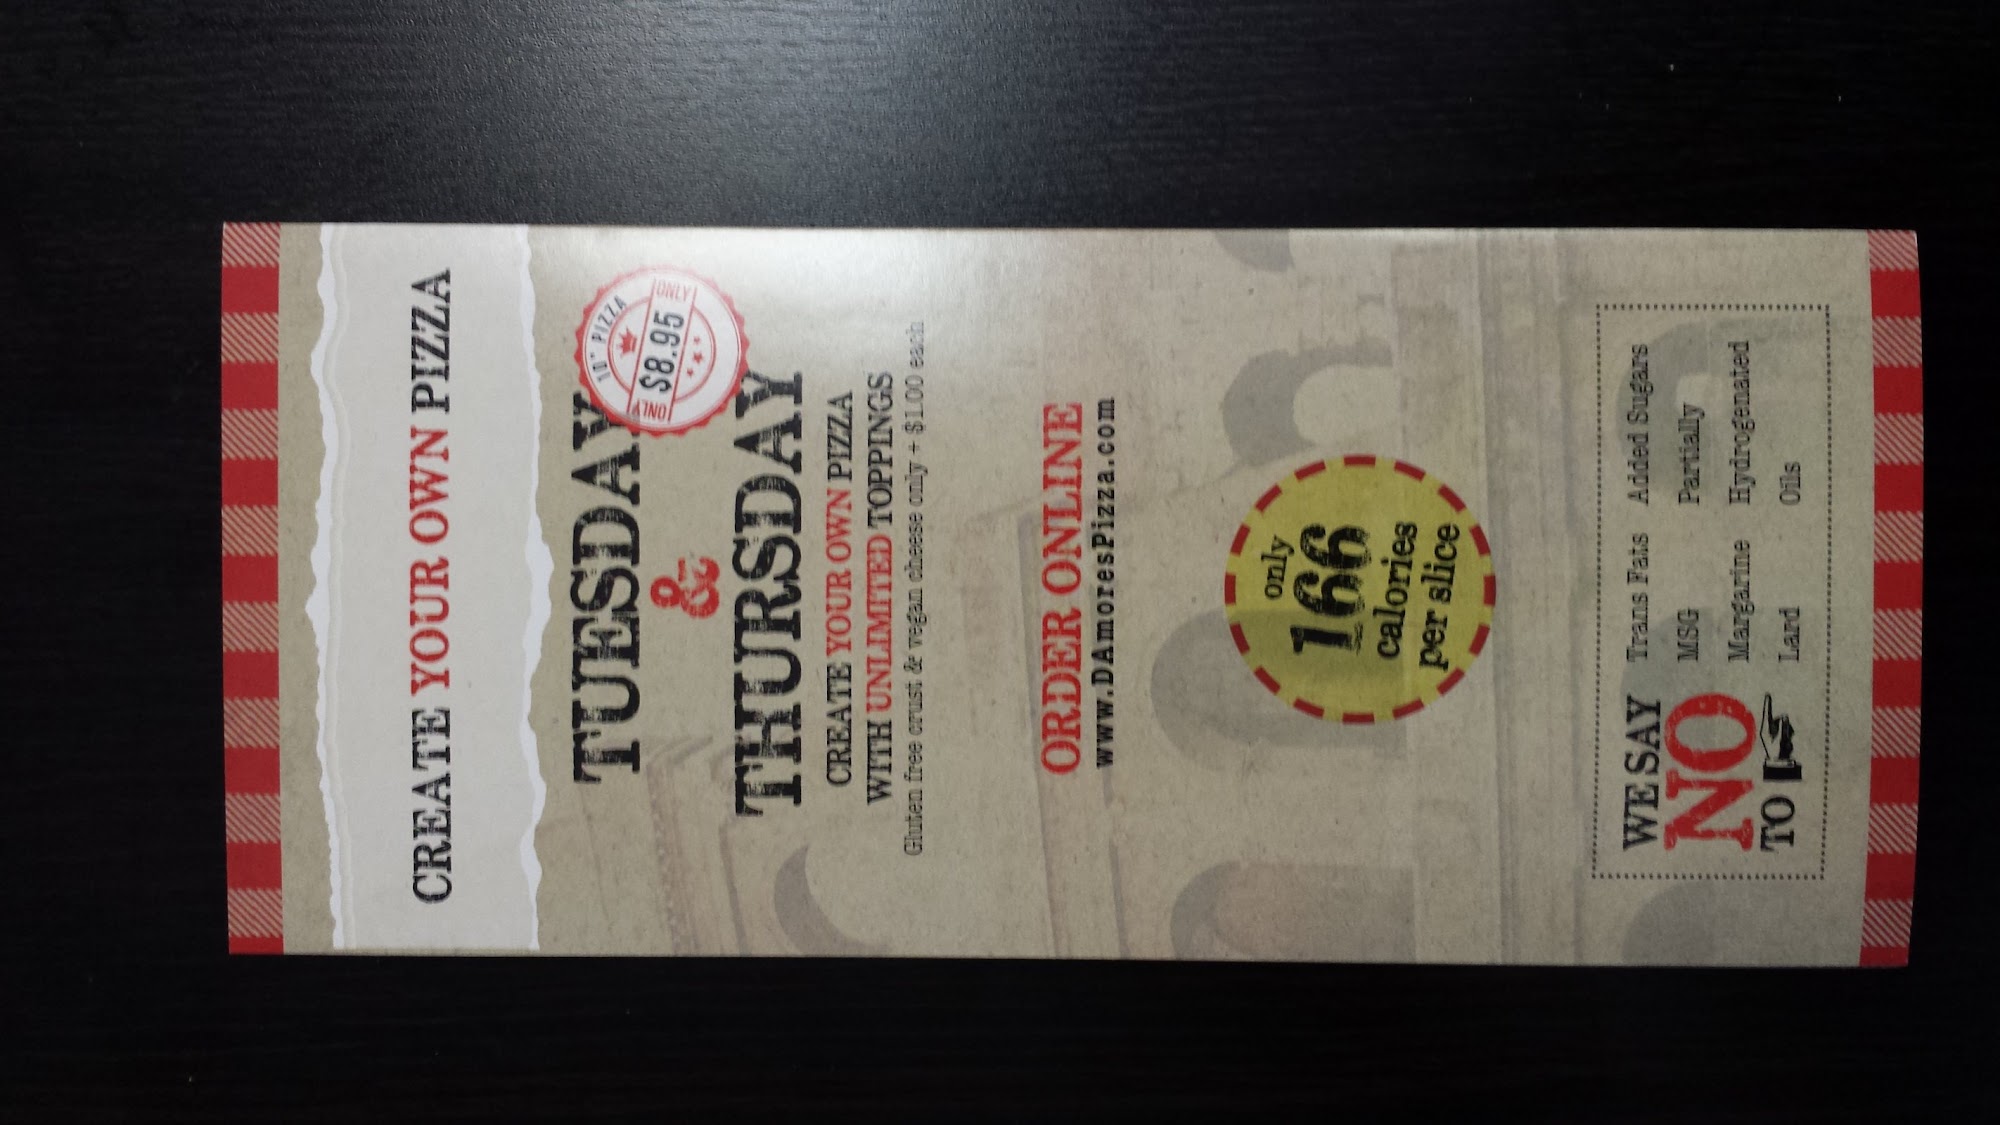 CREATE YOUR OWN PIZZA
10" PIZZA
ONLY $8.95 ONLY
TUESDAY
&
THURSDAY
CREATE YOUR OWN PIZZA
WITH UNLIMITED TOPPINGS
Gluten free crust & vegan cheese only + $1.00 each
ORDER ONLINE
www.DAmoresPizza.com
only
166
calories
per slice
WE SAY
NO
TO
Trans Fats
MSG
Margarine
Lard
Added Sugars
Partially
Hydrogenated
Oils